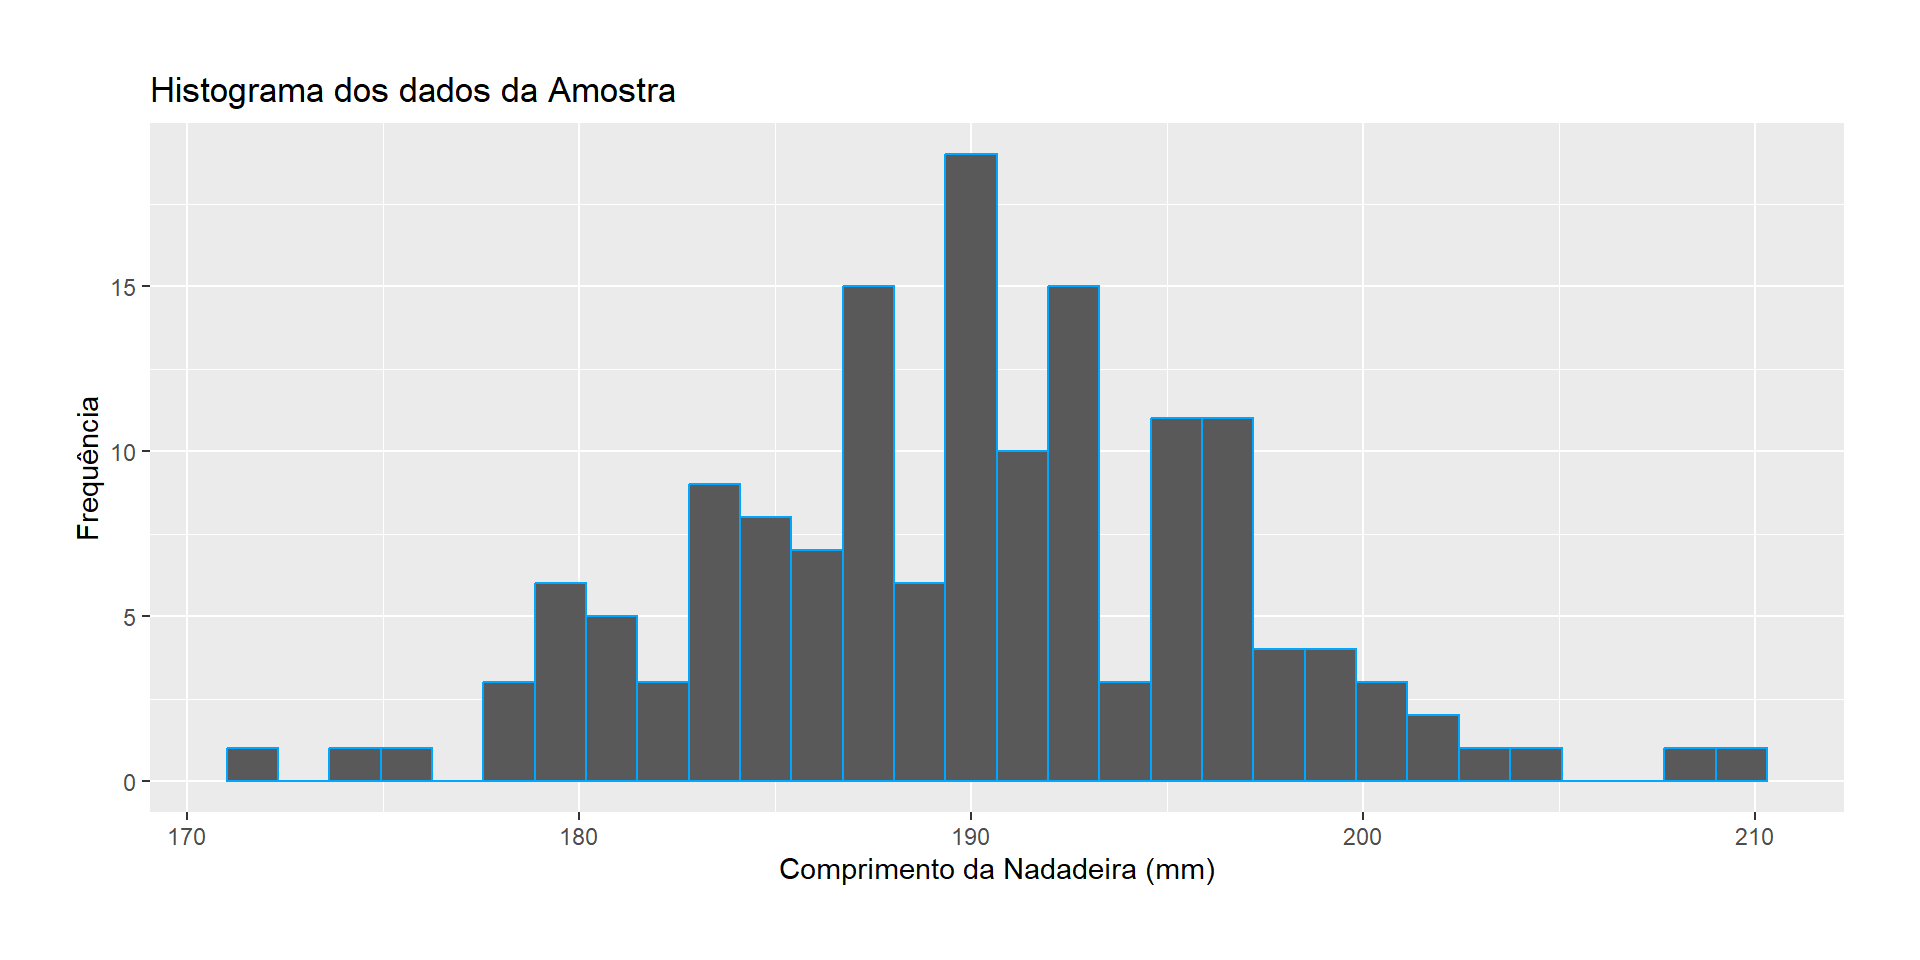 Histograma dos dados da Amostra
Frequência
15
10
5
0
170 180 190 200 210
Comprimento da Nadadeira (mm)